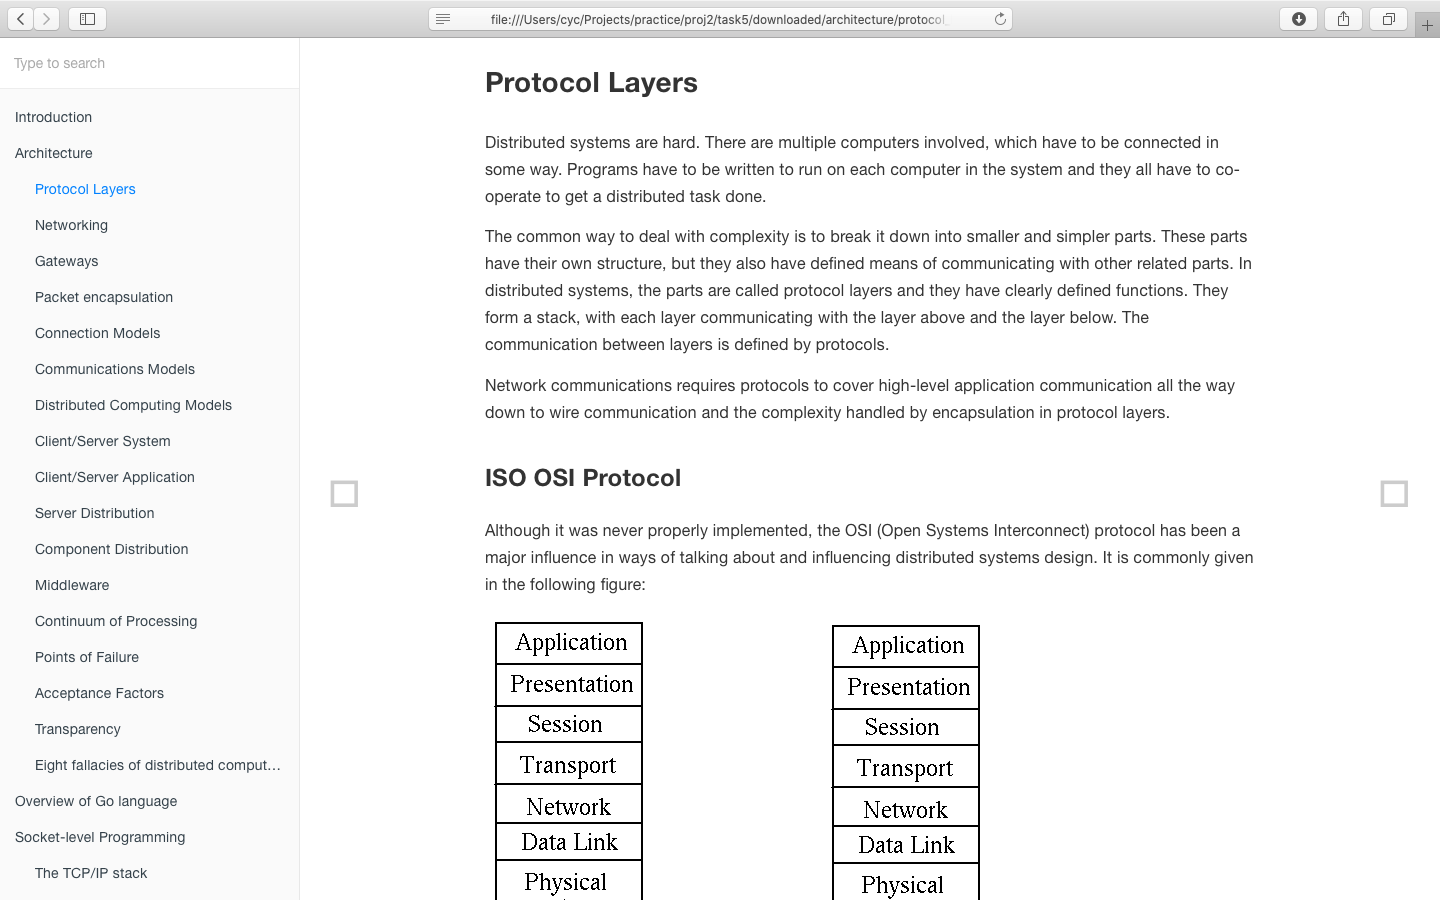 file:///Users/cyc/Projects/practice/proj2/task5/downloaded/architecture/protocol_
Type to search
Introduction
Architecture
Protocol Layers
Networking
Gateways
Packet encapsulation
Connection Models
Communications Models
Distributed Computing Models
Client/Server System
Client/Server Application
Server Distribution
Component Distribution
Middleware
Continuum of Processing
Points of Failure
Acceptance Factors
Transparency
Eight fallacies of distributed comput…
Overview of Go language
Socket-level Programming
The TCP/IP stack
Protocol Layers
Distributed systems are hard. There are multiple computers involved, which have to be connected in
some way. Programs have to be written to run on each computer in the system and they all have to co-
operate to get a distributed task done.
The common way to deal with complexity is to break it down into smaller and simpler parts. These parts
have their own structure, but they also have defined means of communicating with other related parts. In
distributed systems, the parts are called protocol layers and they have clearly defined functions. They
form a stack, with each layer communicating with the layer above and the layer below. The
communication between layers is defined by protocols.
Network communications requires protocols to cover high-level application communication all the way
down to wire communication and the complexity handled by encapsulation in protocol layers.
ISO OSI Protocol
Although it was never properly implemented, the OSI (Open Systems Interconnect) protocol has been a
major influence in ways of talking about and influencing distributed systems design. It is commonly given
in the following figure:
Application
Presentation
Session
Transport
Network
Data Link
Physical
Application
Presentation
Session
Transport
Network
Data Link
Physical